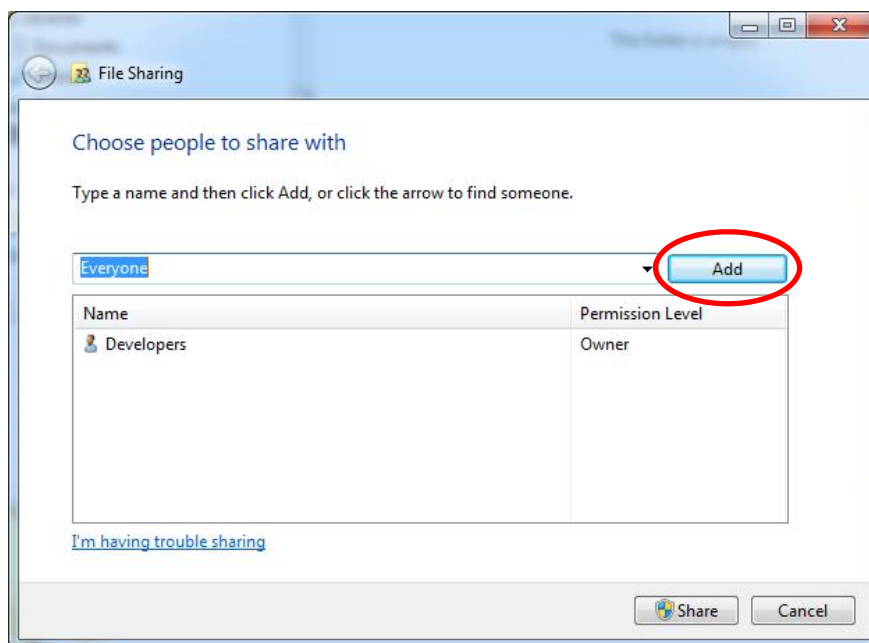 File Sharing
Choose people to share with
Type a name and then click Add, or click the arrow to find someone.
Everyone
Add
Name Permission Level
Developers Owner
I'm having trouble sharing
Share Cancel